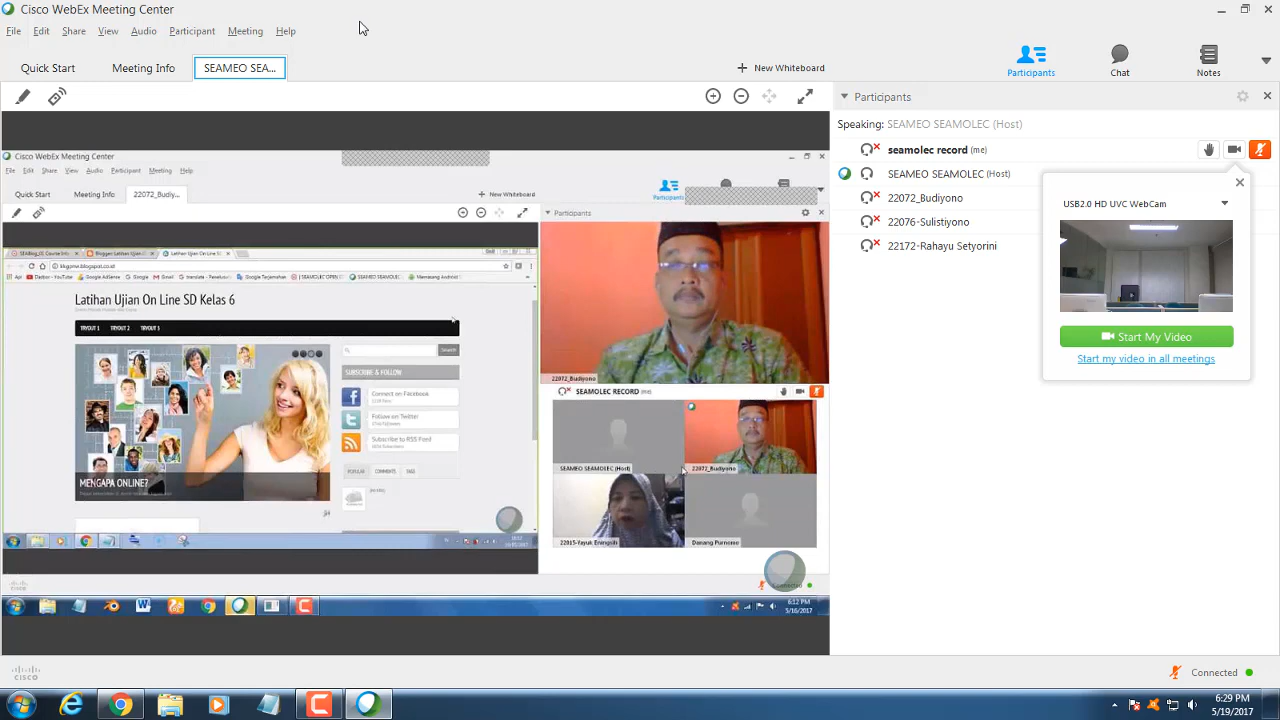 Cisco WebEx Meeting Center
File Edit Share View Audio Participant Meeting Help
Quick Start Meeting Info SEAMEO SEA... New Whiteboard Participants Chat Notes
Participants
Speaking: SEAMEO SEAMOLEC (Host)
seamolec record (me)
SEAMEO SEAMOLEC (Host)
22072_Budiyono
22076-Sulistiyono
22172-Rahayu Setyorini
USB2.0 HD UVC WebCam
Start My Video
Start my video in all meetings
Cisco WebEx Meeting Center
File Edit Share View Audio Participant Meeting Help
Quick Start Meeting Info 22072_Budiy... New Whiteboard Participants
Participants
Latihan Ujian On Line SD Kelas 6
TRYOUT 1 TRYOUT 2 TRYOUT 3
Search
SUBSCRIBE & FOLLOW
Connect on Facebook
Follow on Twitter
Subscribe to RSS Feed
POPULAR COMMENTS TAGS
MENGAPA ONLINE?
22072_Budiyono
SEAMOLEC RECORD (me)
SEAMEO SEAMOLEC (Host) 22072_Budiyono
22015-Yayuk Eningsih Danang Purnomo
Connected
6:12 PM
5/16/2017
cisco
Connected
6:29 PM
5/19/2017